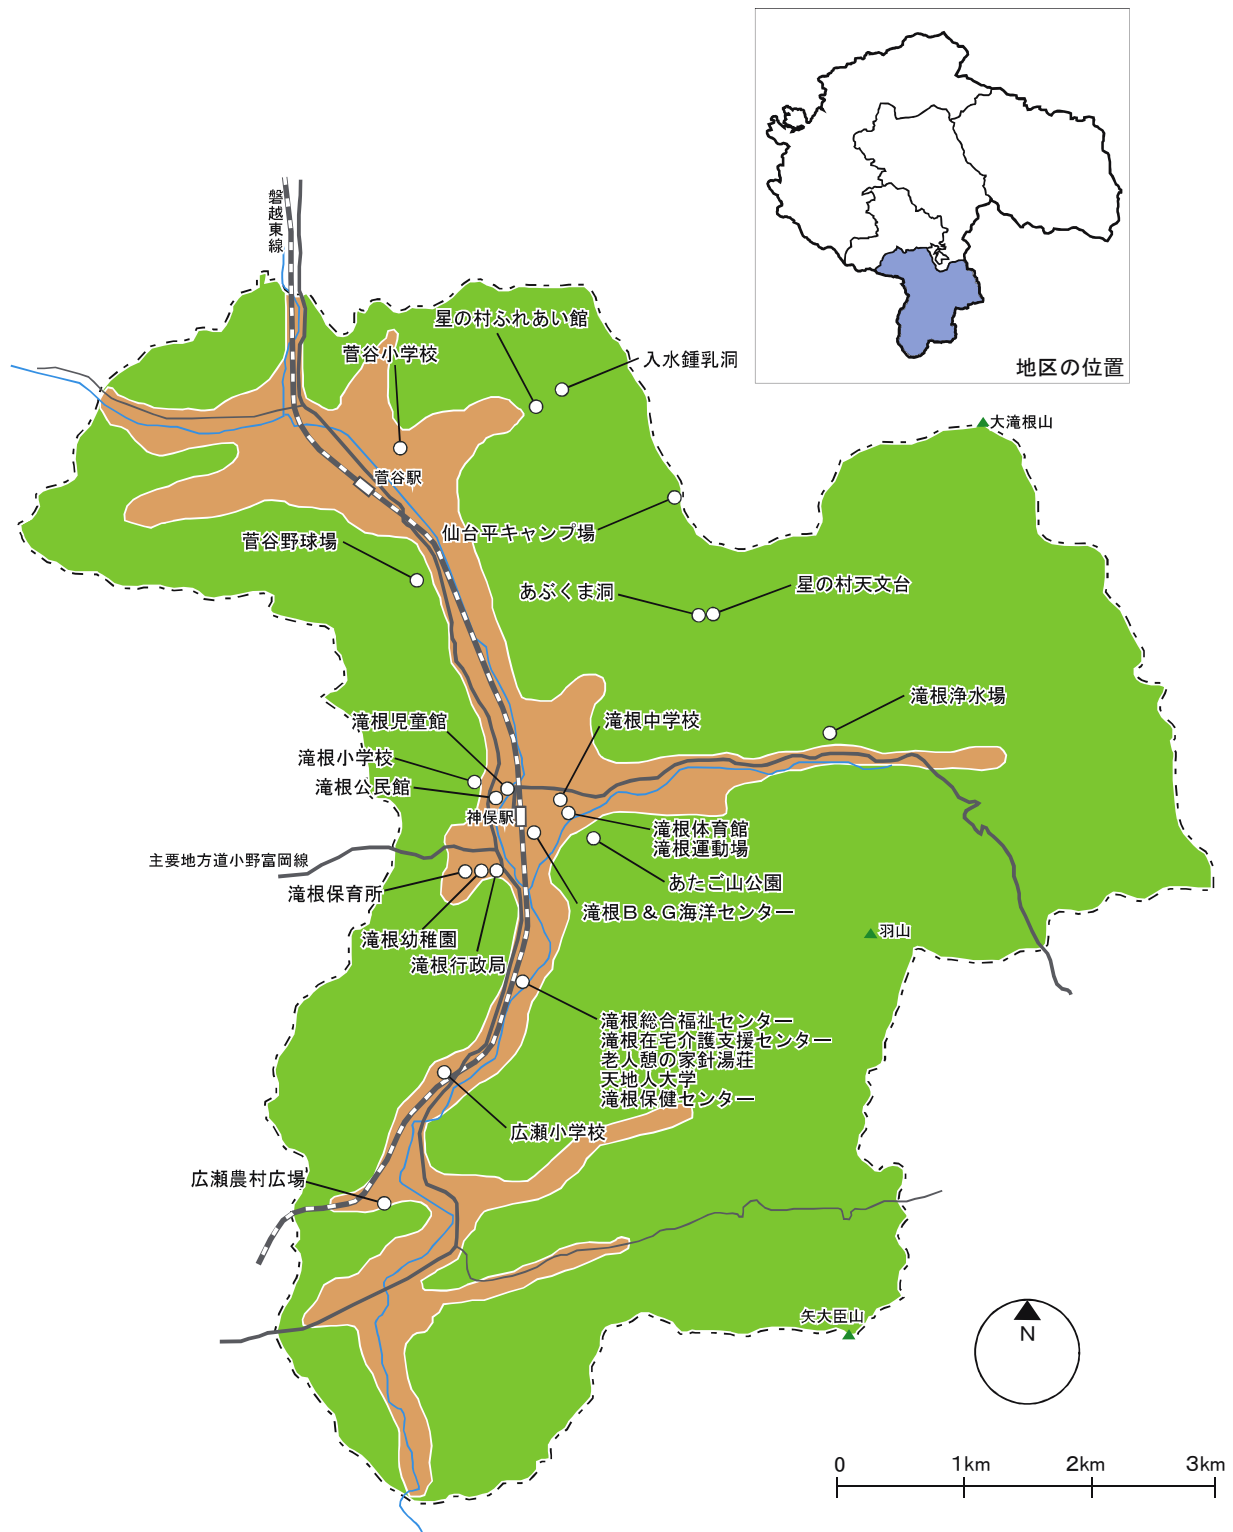 地区の位置
磐越東線
星の村ふれあい館
菅谷小学校
入水鍾乳洞
大滝根山
菅谷駅
仙台平キャンプ場
菅谷野球場
あぶくま洞
星の村天文台
滝根浄水場
滝根児童館
滝根中学校
滝根小学校
滝根公民館
神俣駅
滝根体育館
滝根運動場
主要地方道小野富岡線
あたご山公園
滝根保育所
滝根B&G海洋センター
羽山
滝根幼稚園
滝根行政局
滝根総合福祉センター
滝根在宅介護支援センター
老人憩の家針湯荘
天地人大学
滝根保健センター
広瀬小学校
広瀬農村広場
矢大臣山
N
0 1km 2km 3km